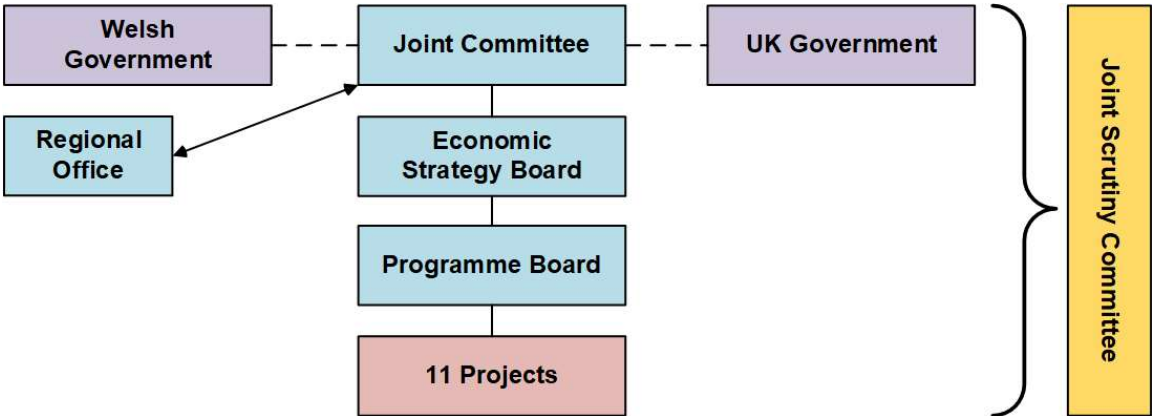 Welsh
Government
Joint Committee
UK Government
Regional
Office
Economic
Strategy Board
Programme Board
11 Projects
Joint Scrutiny Committee